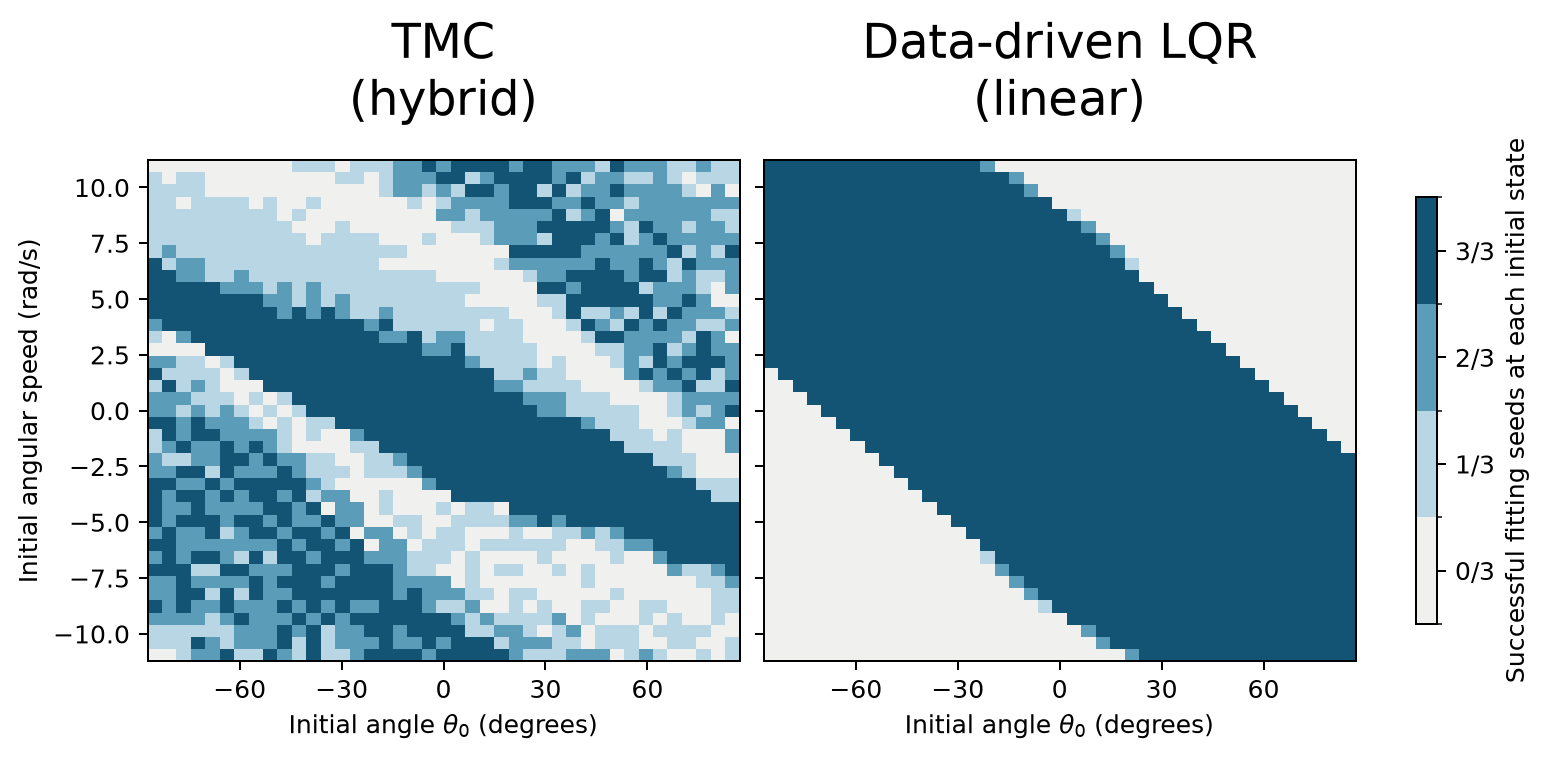 TMC
(hybrid)
Data-driven LQR
(linear)
Initial angular speed (rad/s)
10.0
7.5
5.0
2.5
0.0
−2.5
−5.0
−7.5
−10.0
−60
−30
0
30
60
Initial angle θ₀ (degrees)
−60
−30
0
30
60
Initial angle θ₀ (degrees)
3/3
2/3
1/3
0/3
Successful fitting seeds at each initial state